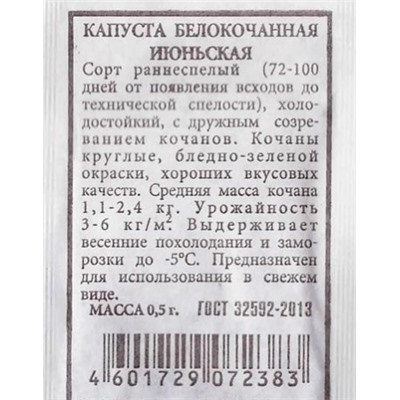 КАПУСТА БЕЛОКОЧАННАЯ
ИЮНЬСКАЯ
Сорт раннеспелый (72-100
дней от появления всходов до
технической спелости), холо-
достойкий, с дружным созре-
ванием кочанов. Кочаны
круглые, бледно-зеленой
окраски, хороших вкусовых
качеств. Средняя масса кочана
1,1-2,4 кг. Урожайность
3-6 кг/м². Выдерживает
весенние похолодания и замо-
розки до -5°С. Предназначен
для использования в свежем
виде.
МАССА 0,5 г. ГОСТ 32592-2013
4 601729 072383